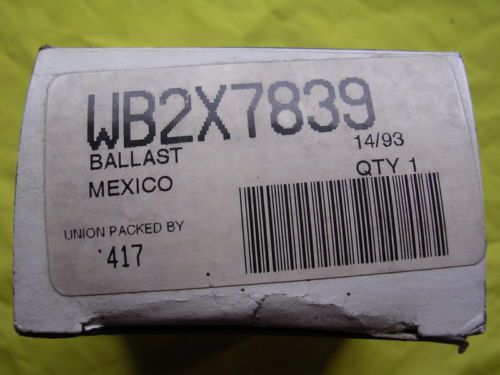 WB2X7839
BALLAST 14/93
MEXICO QTY 1
UNION PACKED BY
417